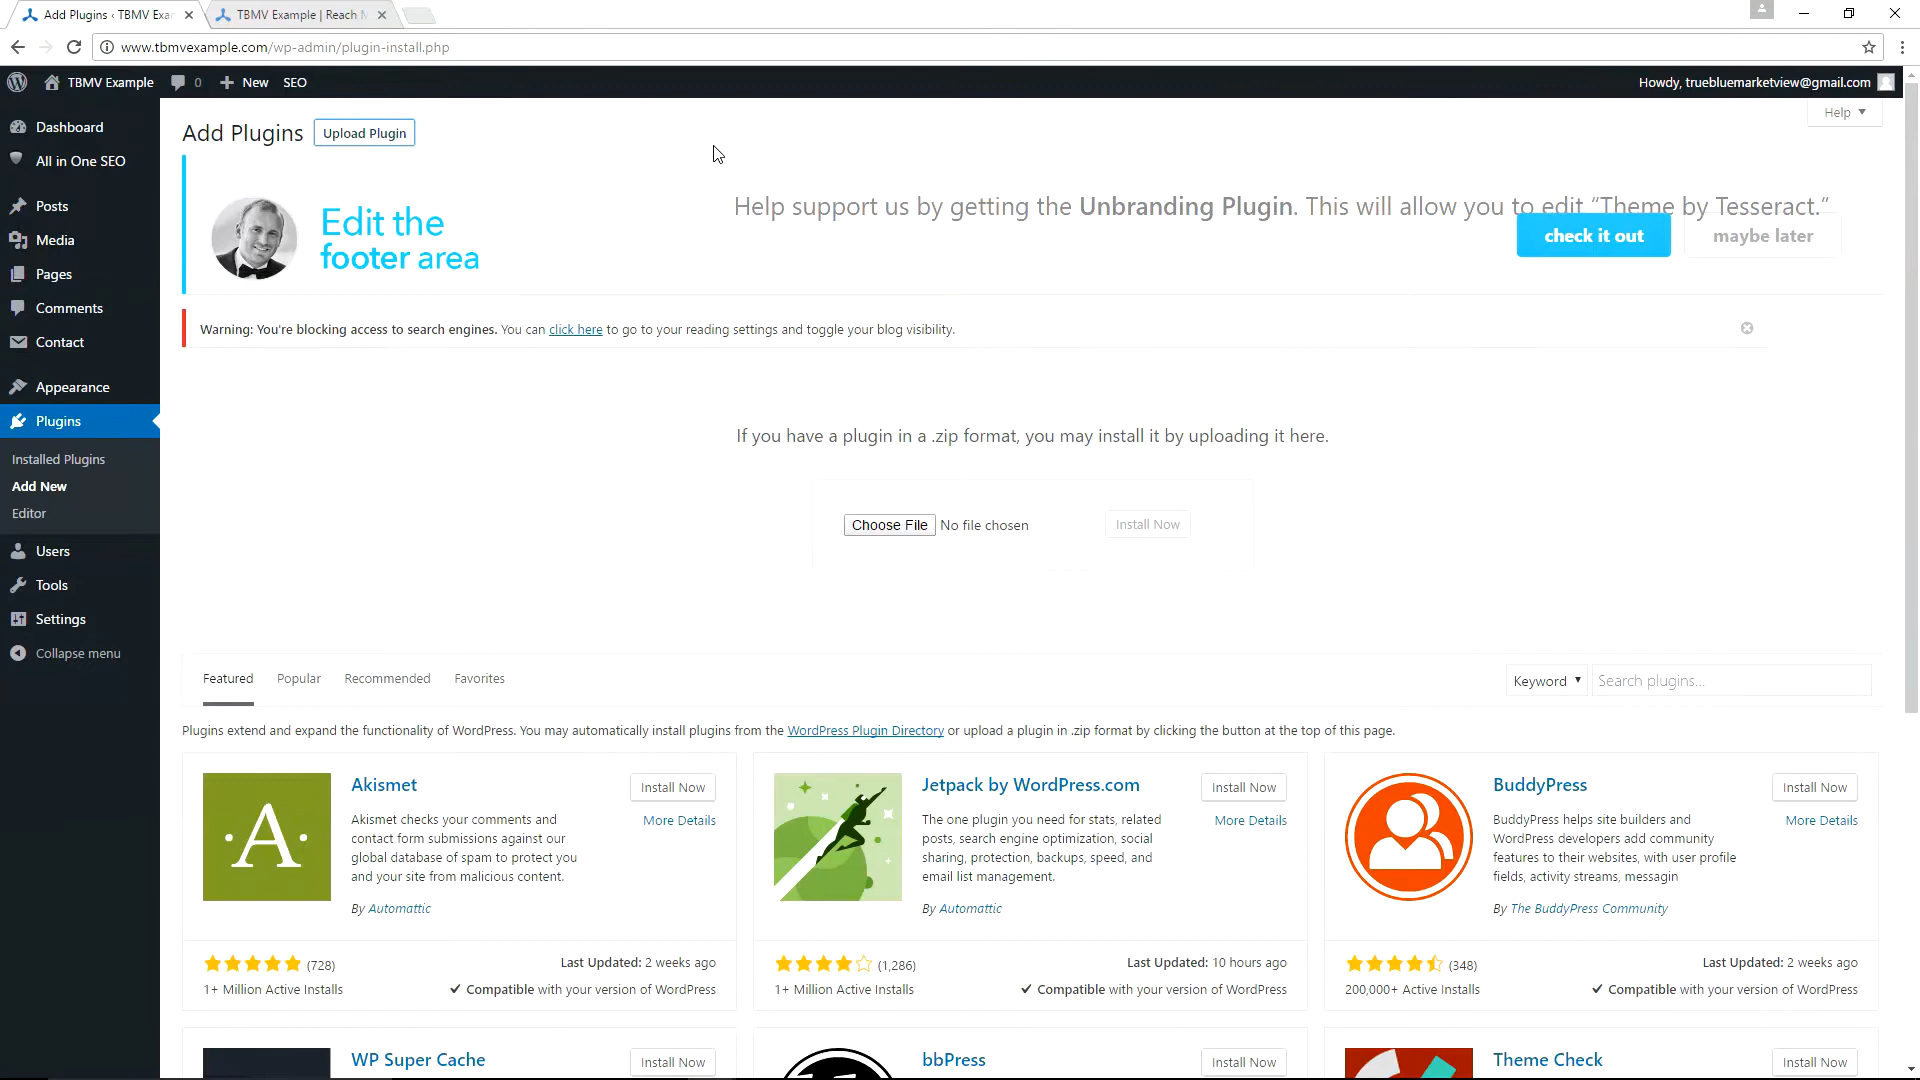 Add Plugins ‹ TBMV Exa
TBMV Example | Reach M
www.tbmvexample.com/wp-admin/plugin-install.php
TBMV Example
0
New
SEO
Howdy, truebluemarketview@gmail.com
Help
Dashboard
All in One SEO
Posts
Media
Pages
Comments
Contact
Appearance
Plugins
Installed Plugins
Add New
Editor
Users
Tools
Settings
Collapse menu
Add Plugins
Upload Plugin
Edit the
footer area
Help support us by getting the Unbranding Plugin. This will allow you to edit “Theme by Tesseract.”
check it out
maybe later
Warning: You're blocking access to search engines. You can click here to go to your reading settings and toggle your blog visibility.
If you have a plugin in a .zip format, you may install it by uploading it here.
Choose File No file chosen
Install Now
Featured
Popular
Recommended
Favorites
Keyword
Search plugins...
Plugins extend and expand the functionality of WordPress. You may automatically install plugins from the WordPress Plugin Directory or upload a plugin in .zip format by clicking the button at the top of this page.
A
Akismet
Install Now
More Details
Akismet checks your comments and
contact form submissions against our
global database of spam to protect you
and your site from malicious content.
By Automattic
(728)
Last Updated: 2 weeks ago
1+ Million Active Installs
Compatible with your version of WordPress
Jetpack by WordPress.com
Install Now
More Details
The one plugin you need for stats, related
posts, search engine optimization, social
sharing, protection, backups, speed, and
email list management.
By Automattic
(1,286)
Last Updated: 10 hours ago
1+ Million Active Installs
Compatible with your version of WordPress
BuddyPress
Install Now
More Details
BuddyPress helps site builders and
WordPress developers add community
features to their websites, with user profile
fields, activity streams, messagin
By The BuddyPress Community
(348)
Last Updated: 2 weeks ago
200,000+ Active Installs
Compatible with your version of WordPress
WP Super Cache
Install Now
bbPress
Install Now
Theme Check
Install Now